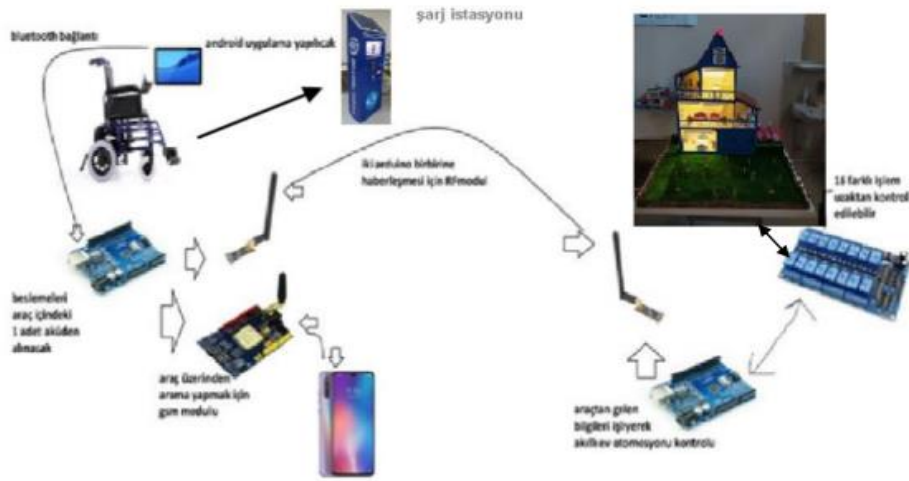 şarj istasyonu
bluetooth bağlantı
android uygulama yapılacak
iki arduino birbirine
haberleşmesi için RFmodul
16 farklı işlem
uzaktan kontrol
edilebilir
beslemeleri
araç içindeki
1 adet aküden
alınacak
araç üzerinden
arama yapmak için
gsm modulu
araçtan gelen
bilgileri işliyerek
akıllıev otomosyonu kontrolu